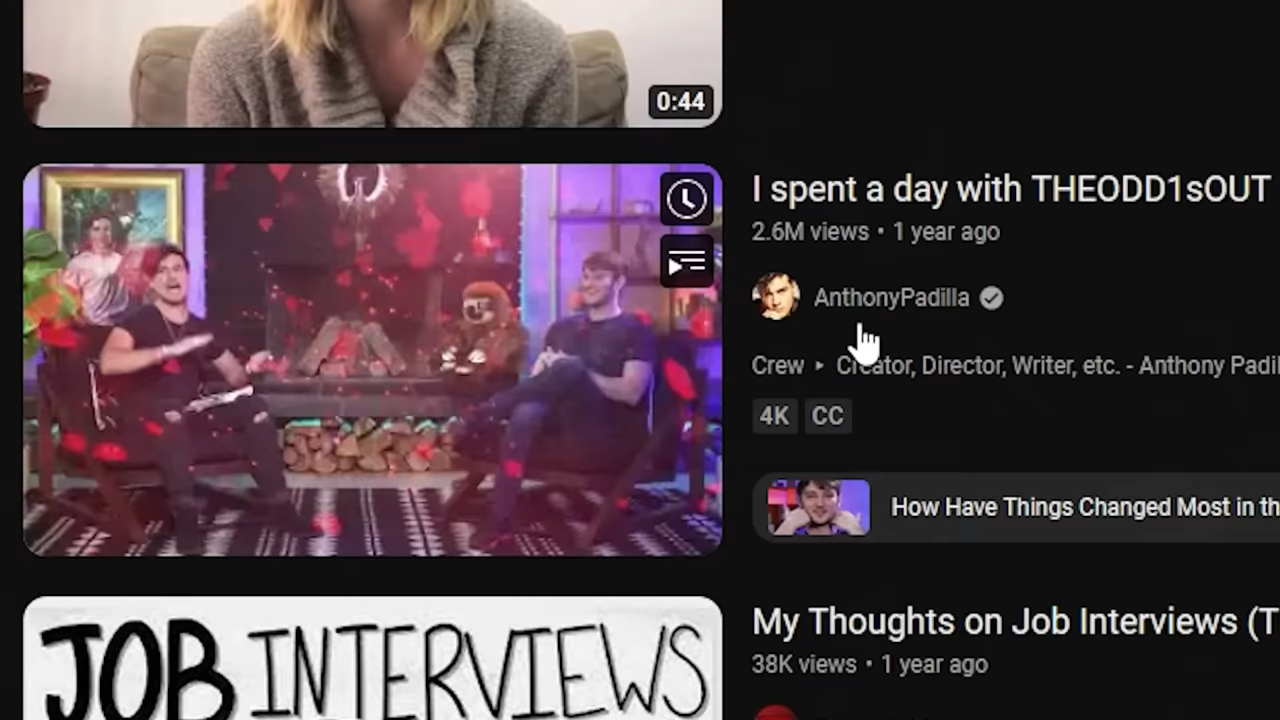 0:44
I spent a day with THEODD1sOUT
2.6M views • 1 year ago
AnthonyPadilla
Crew ▸ Creator, Director, Writer, etc. - Anthony Padil
4K CC
How Have Things Changed Most in th
JOB INTERVIEWS
My Thoughts on Job Interviews (T
38K views • 1 year ago